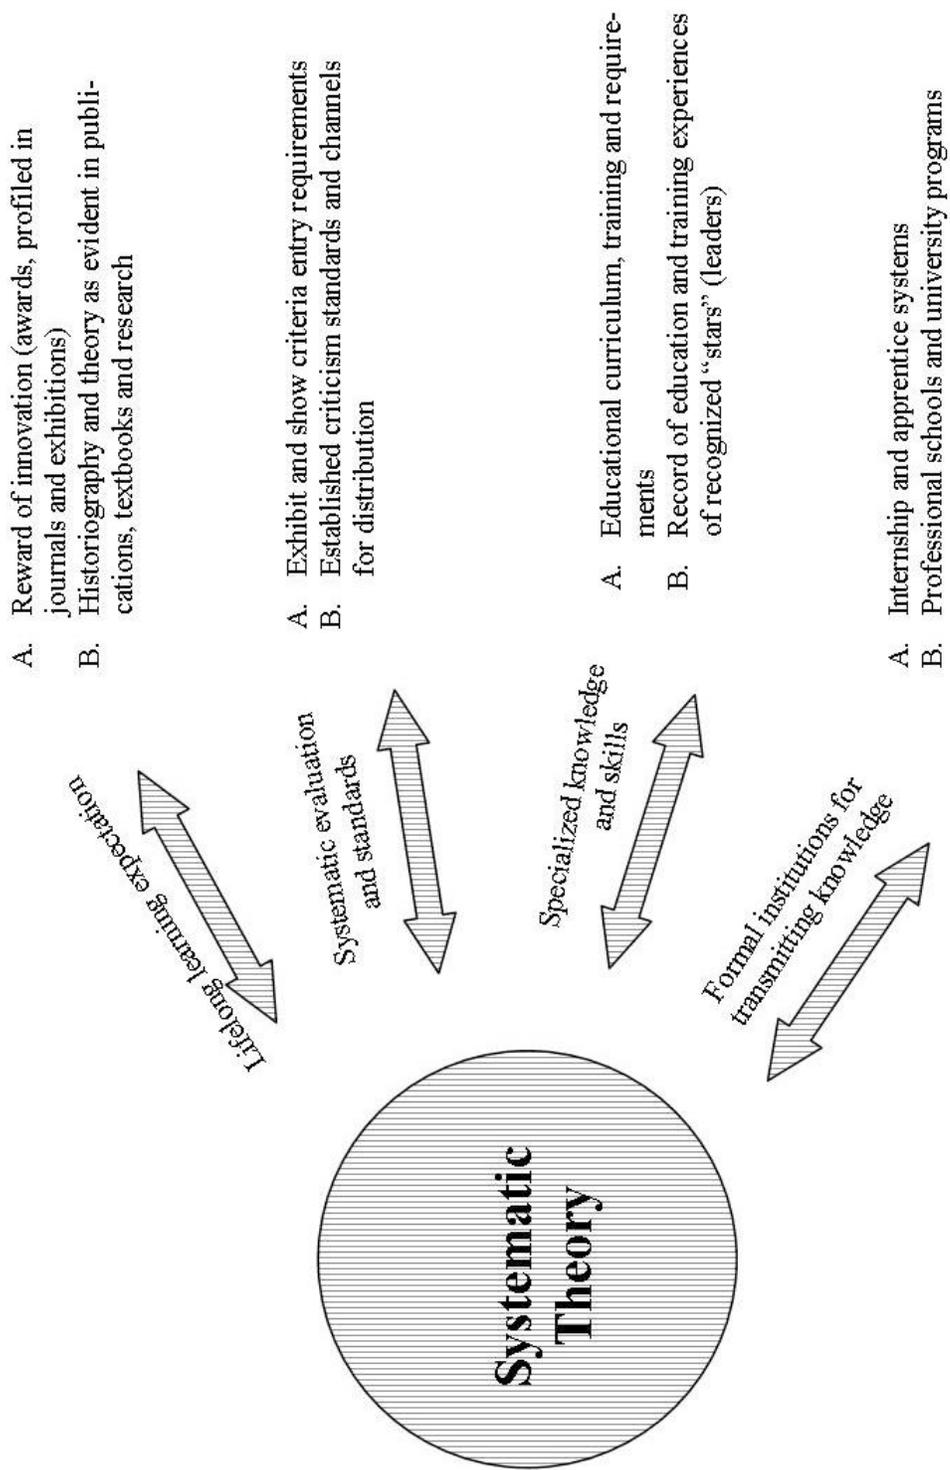 Systematic
Theory
Lifelong learning expectation
A. Reward of innovation (awards, profiled in
journals and exhibitions)
B. Historiography and theory as evident in publi-
cations, textbooks and research
Systematic evaluation
and standards
A. Exhibit and show criteria entry requirements
B. Established criticism standards and channels
for distribution
Specialized knowledge
and skills
A. Educational curriculum, training and require-
ments
B. Record of education and training experiences
of recognized “stars” (leaders)
Formal institutions for
transmitting knowledge
A. Internship and apprentice systems
B. Professional schools and university programs